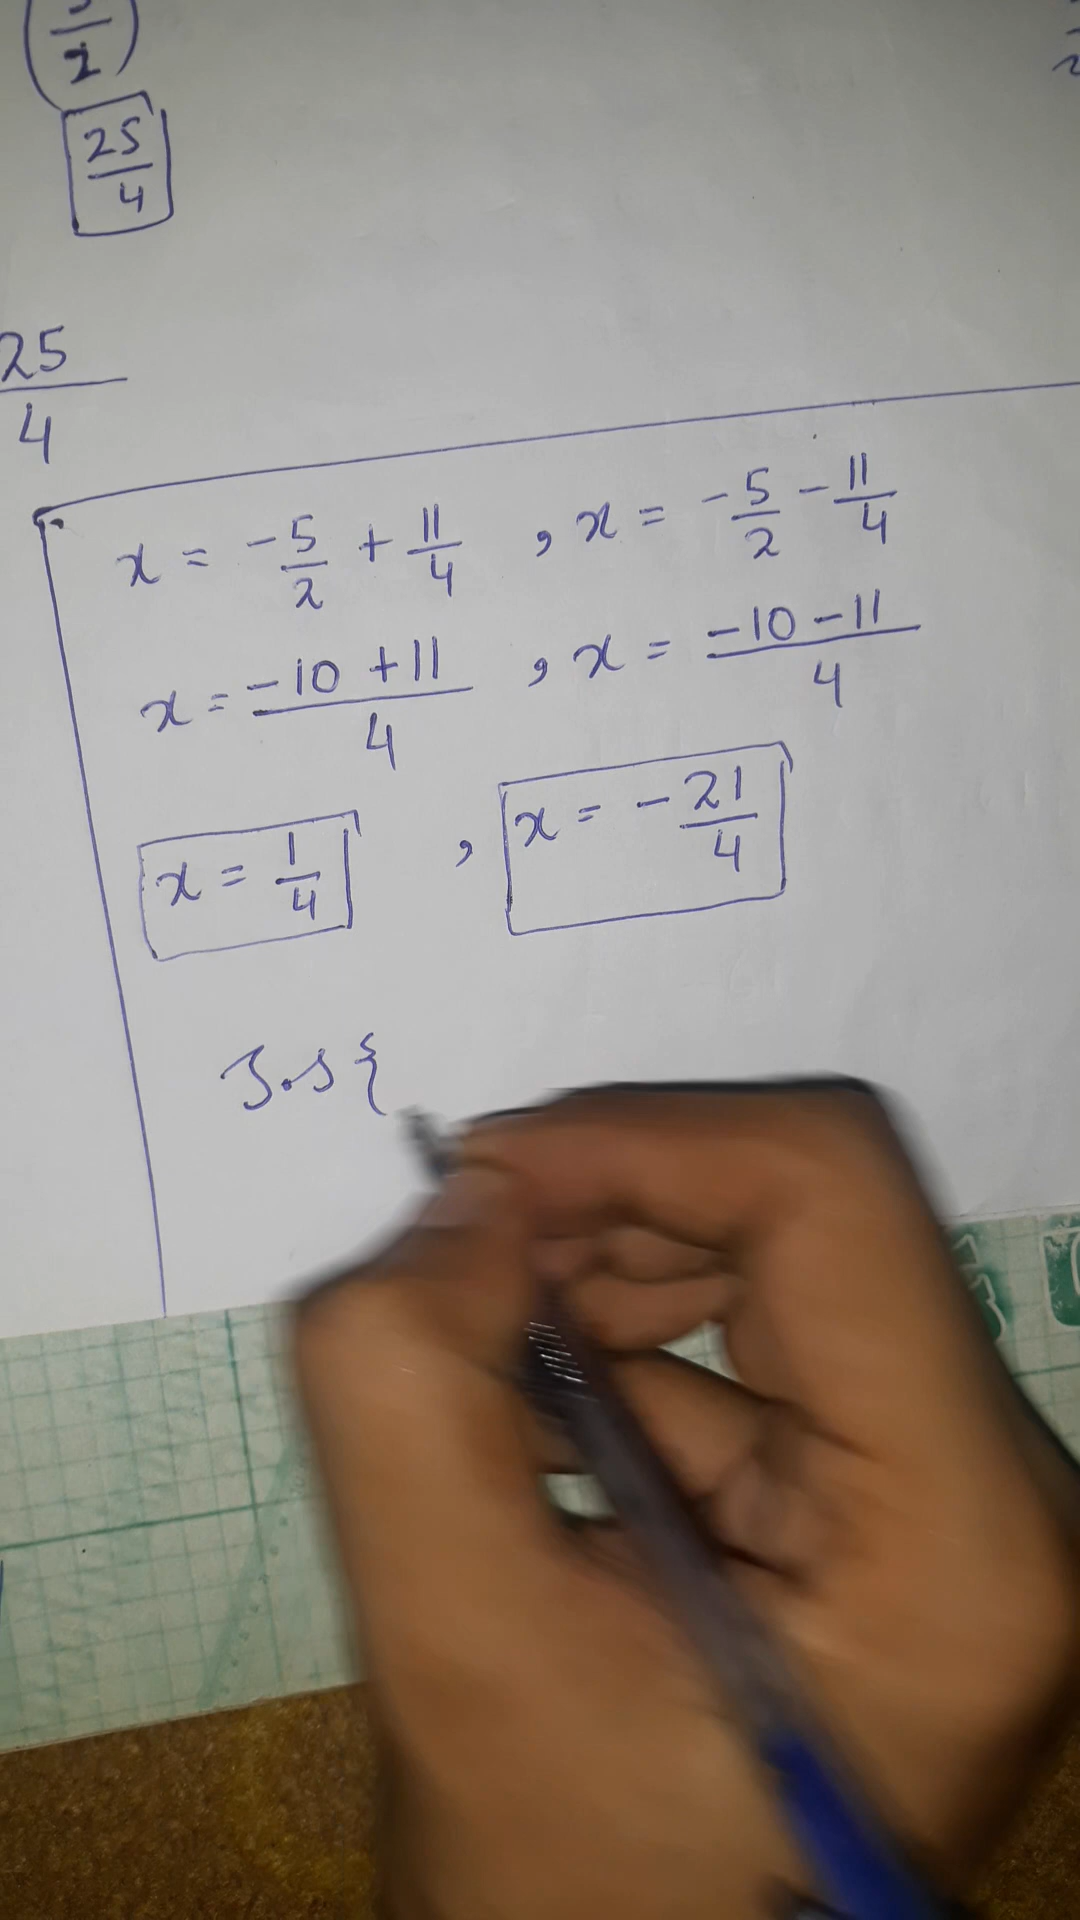 25/4
25/4
x = -5/2 + 11/4 , x = -5/2 - 11/4
x = -10 + 11/4 , x = -10 - 11/4
x = 1/4 , x = - 21/4
S.S {